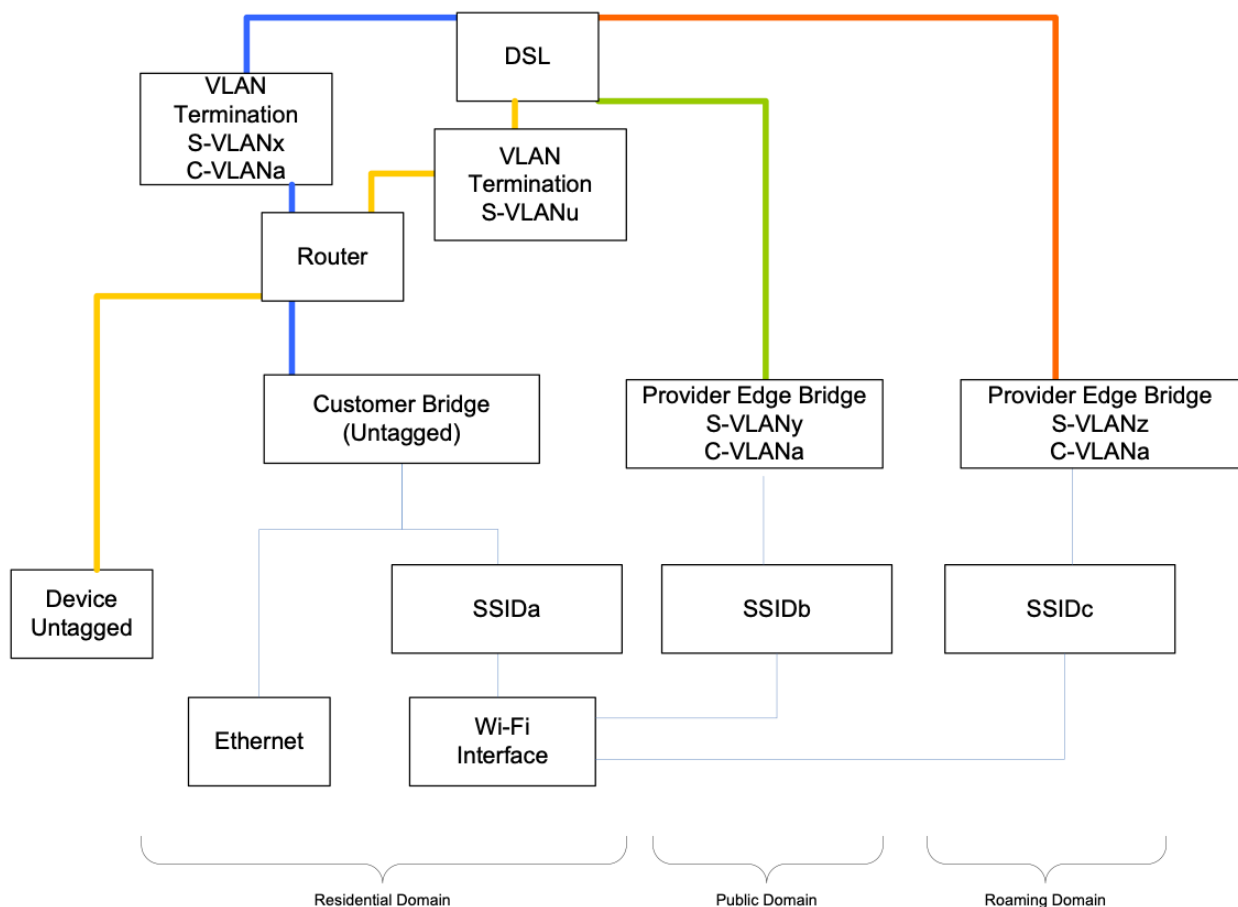 DSL
VLAN
Termination
S-VLANx
C-VLANa
VLAN
Termination
S-VLANu
Router
Customer Bridge
(Untagged)
Provider Edge Bridge
S-VLANy
C-VLANa
Provider Edge Bridge
S-VLANz
C-VLANa
Device
Untagged
SSIDa
SSIDb
SSIDc
Ethernet
Wi-Fi
Interface
Residential Domain
Public Domain
Roaming Domain